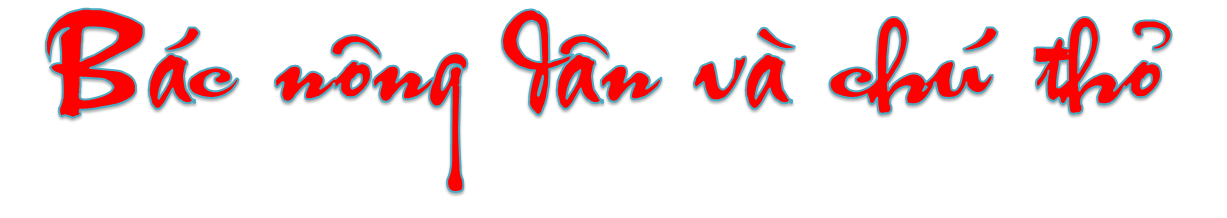 Bác nông dân và chú thỏ